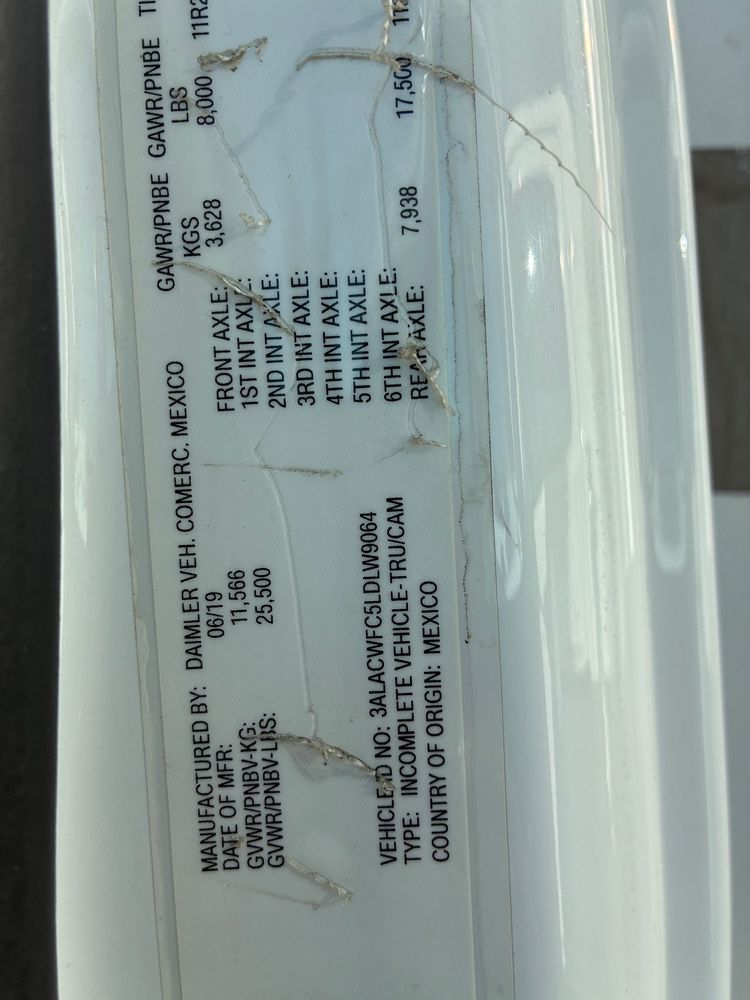 MANUFACTURED BY: DAIMLER VEH. COMERC. MEXICO
DATE OF MFR: 06/19
GVWR/PNBV-KG: 11,566
GVWR/PNBV-LBS: 25,500
VEHICLE ID NO: 3ALACWFC5LDLW9064
TYPE: INCOMPLETE VEHICLE-TRU/CAM
COUNTRY OF ORIGIN: MEXICO
GAWR/PNBE GAWR/PNBE
KGS LBS
FRONT AXLE: 3,628 8,000
1ST INT AXLE:
2ND INT AXLE:
3RD INT AXLE:
4TH INT AXLE:
5TH INT AXLE:
6TH INT AXLE:
REAR AXLE: 7,938 17,500